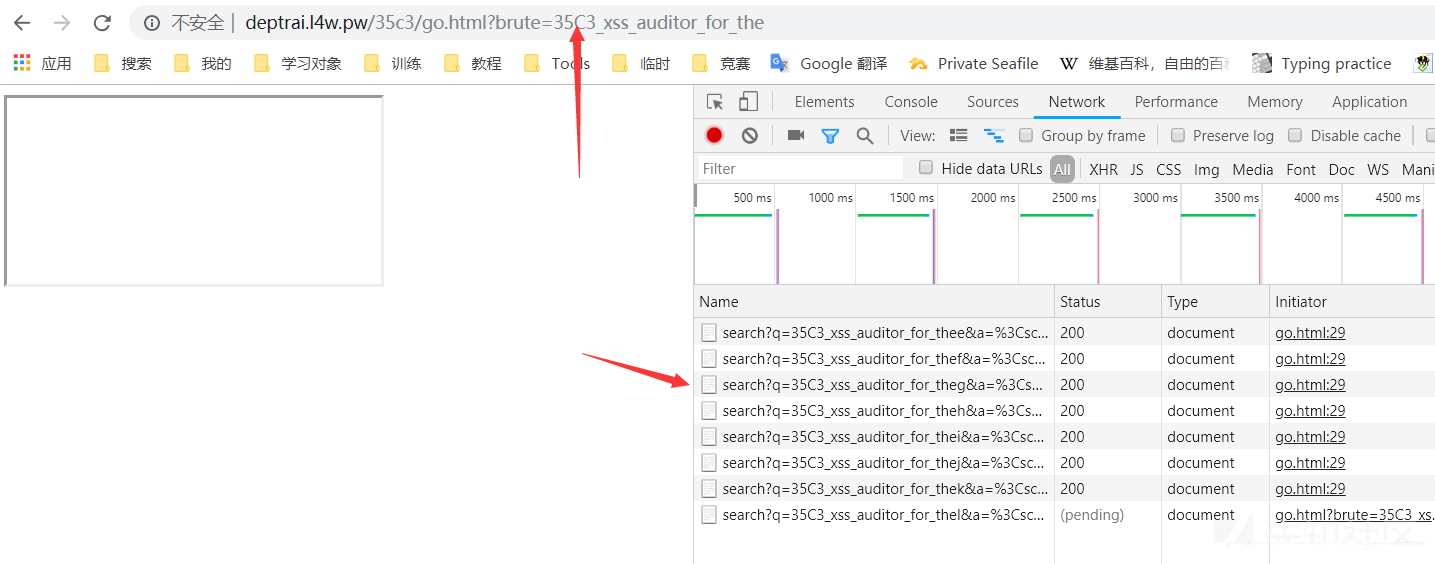 不安全 | deptrai.l4w.pw/35c3/go.html?brute=35C3_xss_auditor_for_the
应用 搜索 我的 学习对象 训练 教程 Tools 临时 竞赛 Google 翻译 Private Seafile 维基百科，自由的百科 Typing practice
Elements Console Sources Network Performance Memory Application
View: Group by frame Preserve log Disable cache
Filter Hide data URLs All XHR JS CSS Img Media Font Doc WS Mani
500 ms 1000 ms 1500 ms 2000 ms 2500 ms 3000 ms 3500 ms 4000 ms 4500 ms
Name Status Type Initiator
search?q=35C3_xss_auditor_for_thee&a=%3Csc... 200 document go.html:29
search?q=35C3_xss_auditor_for_thef&a=%3Csc... 200 document go.html:29
search?q=35C3_xss_auditor_for_theg&a=%3Cs... 200 document go.html:29
search?q=35C3_xss_auditor_for_theh&a=%3Cs... 200 document go.html:29
search?q=35C3_xss_auditor_for_thei&a=%3Csc... 200 document go.html:29
search?q=35C3_xss_auditor_for_thej&a=%3Csc... 200 document go.html:29
search?q=35C3_xss_auditor_for_thek&a=%3Csc... 200 document go.html:29
search?q=35C3_xss_auditor_for_thel&a=%3Csc... (pending) document go.html?brute=35C3_xs...